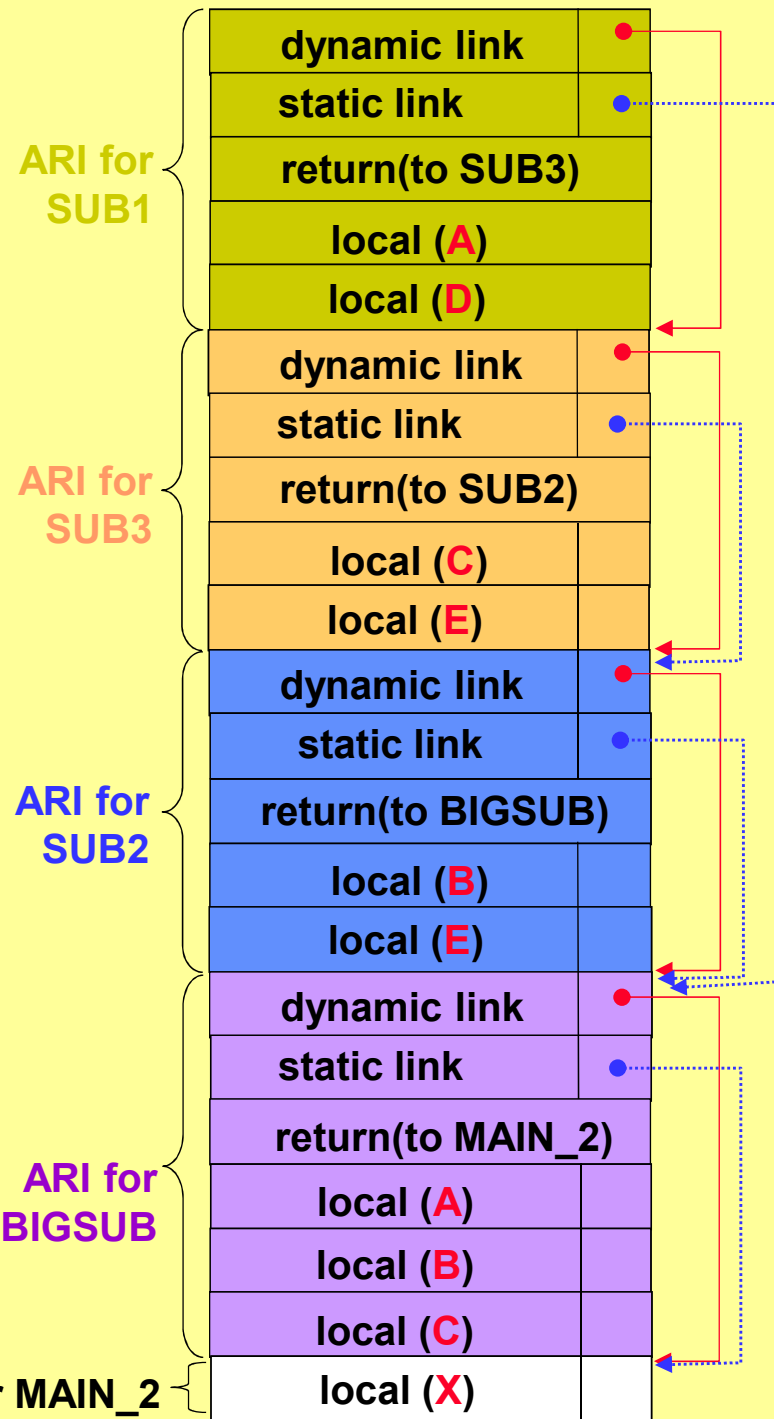 dynamic link
static link
ARI for
SUB1
return(to SUB3)
local (A)
local (D)
dynamic link
static link
ARI for
SUB3
return(to SUB2)
local (C)
local (E)
dynamic link
static link
ARI for
SUB2
return(to BIGSUB)
local (B)
local (E)
dynamic link
static link
return(to MAIN_2)
ARI for
BIGSUB
local (A)
local (B)
local (C)
MAIN_2
local (X)